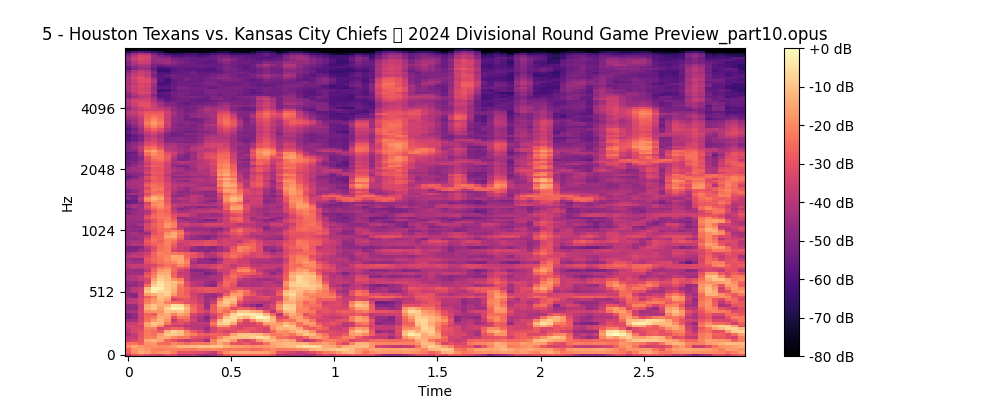 5 - Houston Texans vs. Kansas City Chiefs ▯ 2024 Divisional Round Game Preview_part10.opus
+0 dB
4096
-10 dB
-20 dB
2048
-30 dB
Hz
-40 dB
1024
-50 dB
512
-60 dB
-70 dB
0
-80 dB
0 0.5 1 1.5 2 2.5
Time